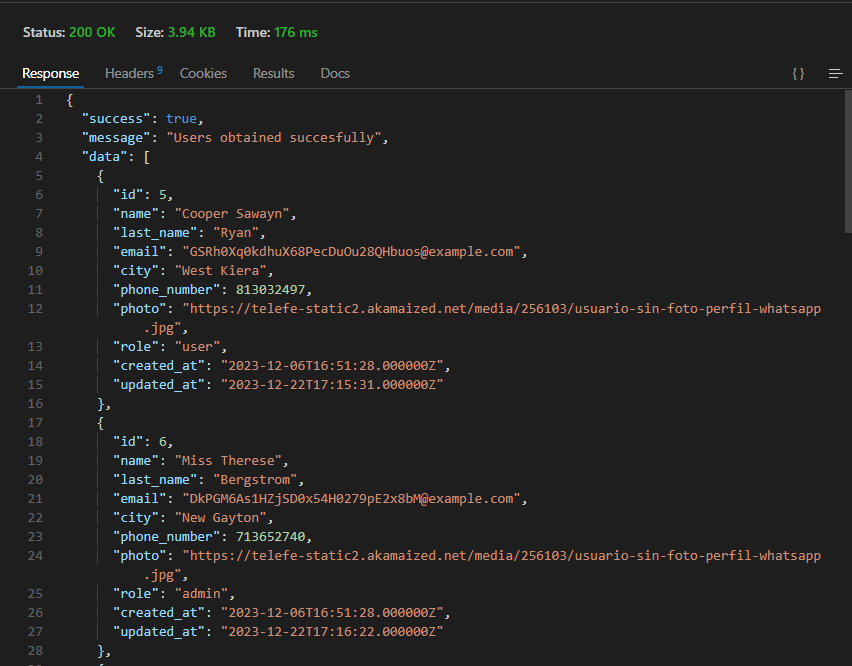 Status: 200 OK Size: 3.94 KB Time: 176 ms
Response Headers 9 Cookies Results Docs {}
1 {
2 "success": true,
3 "message": "Users obtained succesfully",
4 "data": [
5 {
6 "id": 5,
7 "name": "Cooper Sawayn",
8 "last_name": "Ryan",
9 "email": "GSRh0Xq0kdhuX68PecDuOu28QHbuos@example.com",
10 "city": "West Kiera",
11 "phone_number": 813032497,
12 "photo": "https://telefe-static2.akamaized.net/media/256103/usuario-sin-foto-perfil-whatsapp
.jpg",
13 "role": "user",
14 "created_at": "2023-12-06T16:51:28.000000Z",
15 "updated_at": "2023-12-22T17:15:31.000000Z"
16 },
17 {
18 "id": 6,
19 "name": "Miss Therese",
20 "last_name": "Bergstrom",
21 "email": "DkPGM6As1HZjSD0x54H0279pE2x8bM@example.com",
22 "city": "New Gayton",
23 "phone_number": 713652740,
24 "photo": "https://telefe-static2.akamaized.net/media/256103/usuario-sin-foto-perfil-whatsapp
.jpg",
25 "role": "admin",
26 "created_at": "2023-12-06T16:51:28.000000Z",
27 "updated_at": "2023-12-22T17:16:22.000000Z"
28 },